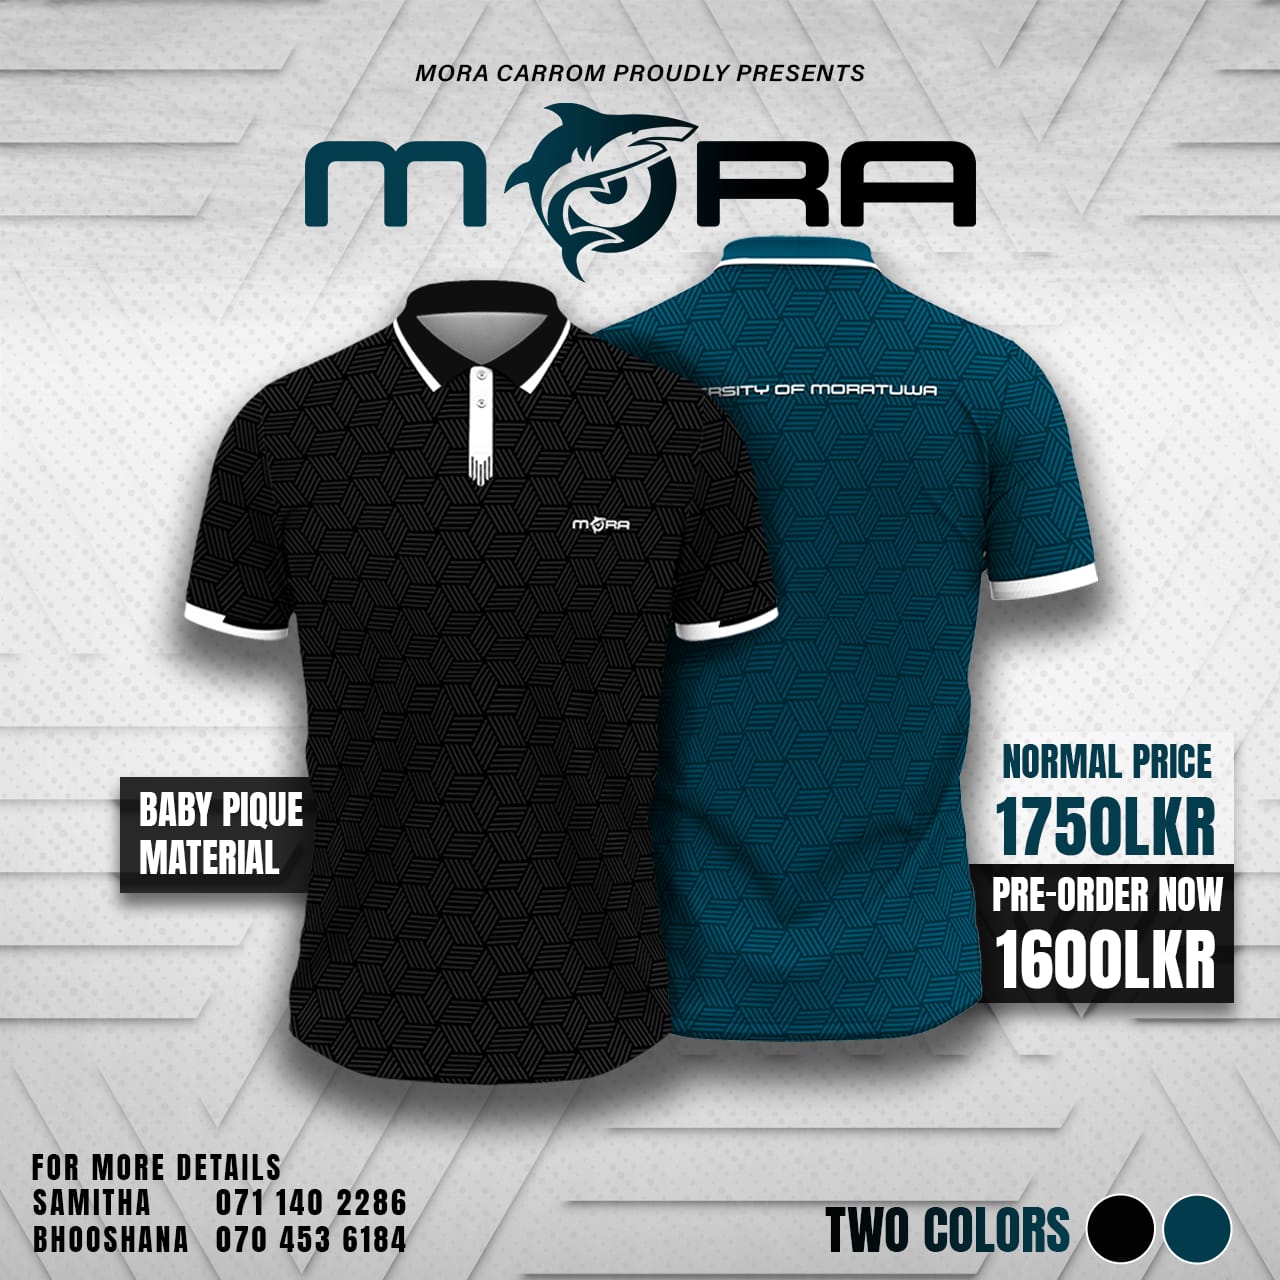 MORA CARROM PROUDLY PRESENTS
MORA
OF MORATUWA
MORA
BABY PIQUE
MATERIAL
NORMAL PRICE
1750LKR
PRE-ORDER NOW
1600LKR
FOR MORE DETAILS
SAMITHA 071 140 2286
BHOOSHANA 070 453 6184
TWO COLORS